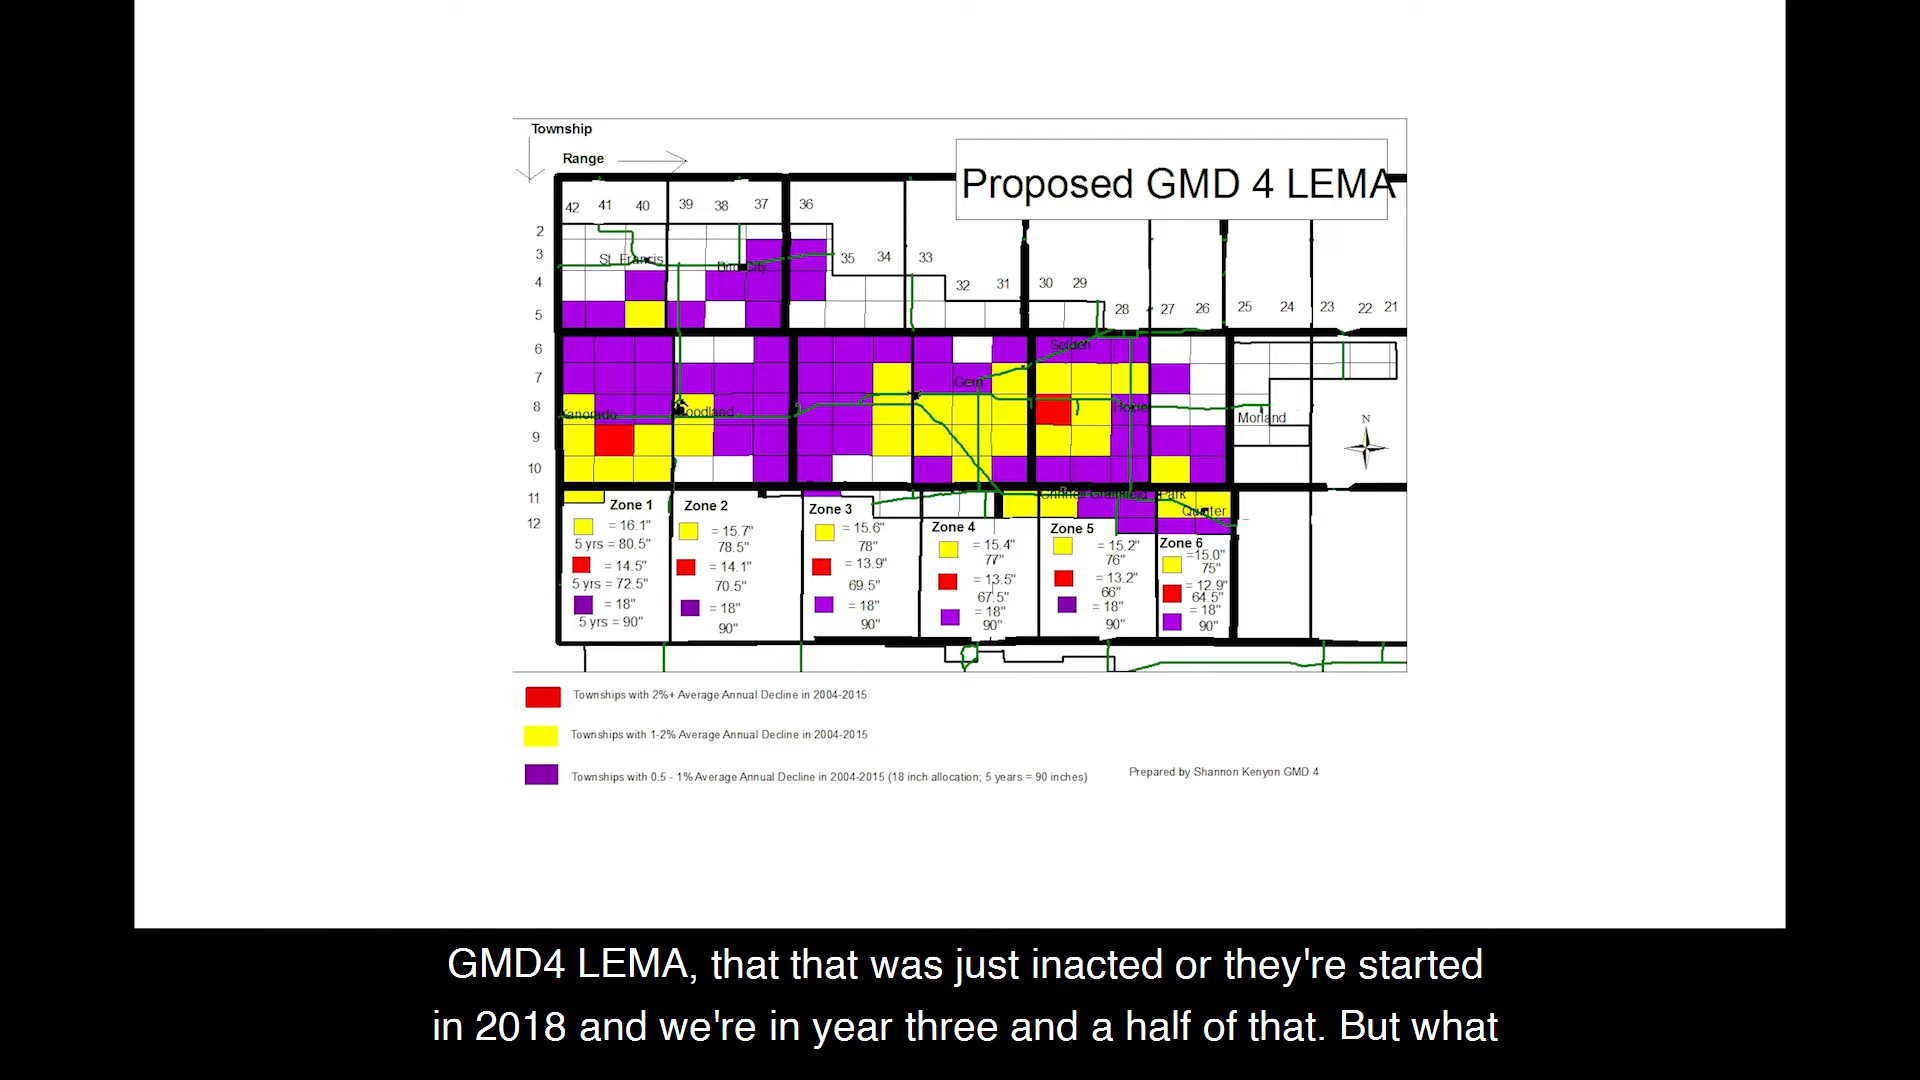 Township
Range
Proposed GMD 4 LEMA
42 41 40 39 38 37 36
35 34 33
32 31 30 29
28 27 26 25 24 23 22 21
2
3
4
5
6
7
8
9
10
11
12
St. Francis
Bird City
Selden
Gem
Kanorado
Goodland
Hoxie
Morland
N
Grinnell Grainfield Park
Quinter
Zone 1
= 16.1"
5 yrs = 80.5"
= 14.5"
5 yrs = 72.5"
= 18"
5 yrs = 90"
Zone 2
= 15.7"
78.5"
= 14.1"
70.5"
= 18"
90"
Zone 3
= 15.6"
78"
= 13.9"
69.5"
= 18"
90"
Zone 4
= 15.4"
77"
= 13.5"
67.5"
= 18"
90"
Zone 5
= 15.2"
76"
= 13.2"
66"
= 18"
90"
Zone 6
=15.0"
75"
= 12.9"
64.5"
= 18"
90"
Townships with 2%+ Average Annual Decline in 2004-2015
Townships with 1-2% Average Annual Decline in 2004-2015
Townships with 0.5 - 1% Average Annual Decline in 2004-2015 (18 inch allocation; 5 years = 90 inches)
Prepared by Shannon Kenyon GMD 4
GMD4 LEMA, that that was just inacted or they're started
in 2018 and we're in year three and a half of that. But what